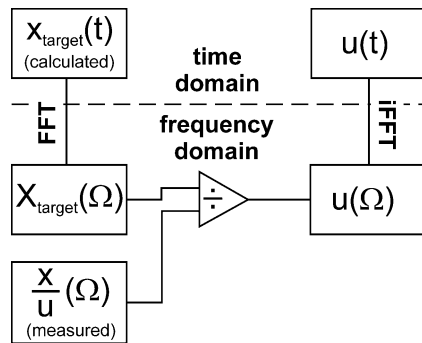 x_target(t)
(calculated)
u(t)
time
domain
FFT
iFFT
frequency
domain
X_target(Ω)
÷
u(Ω)
x
u
(Ω)
(measured)